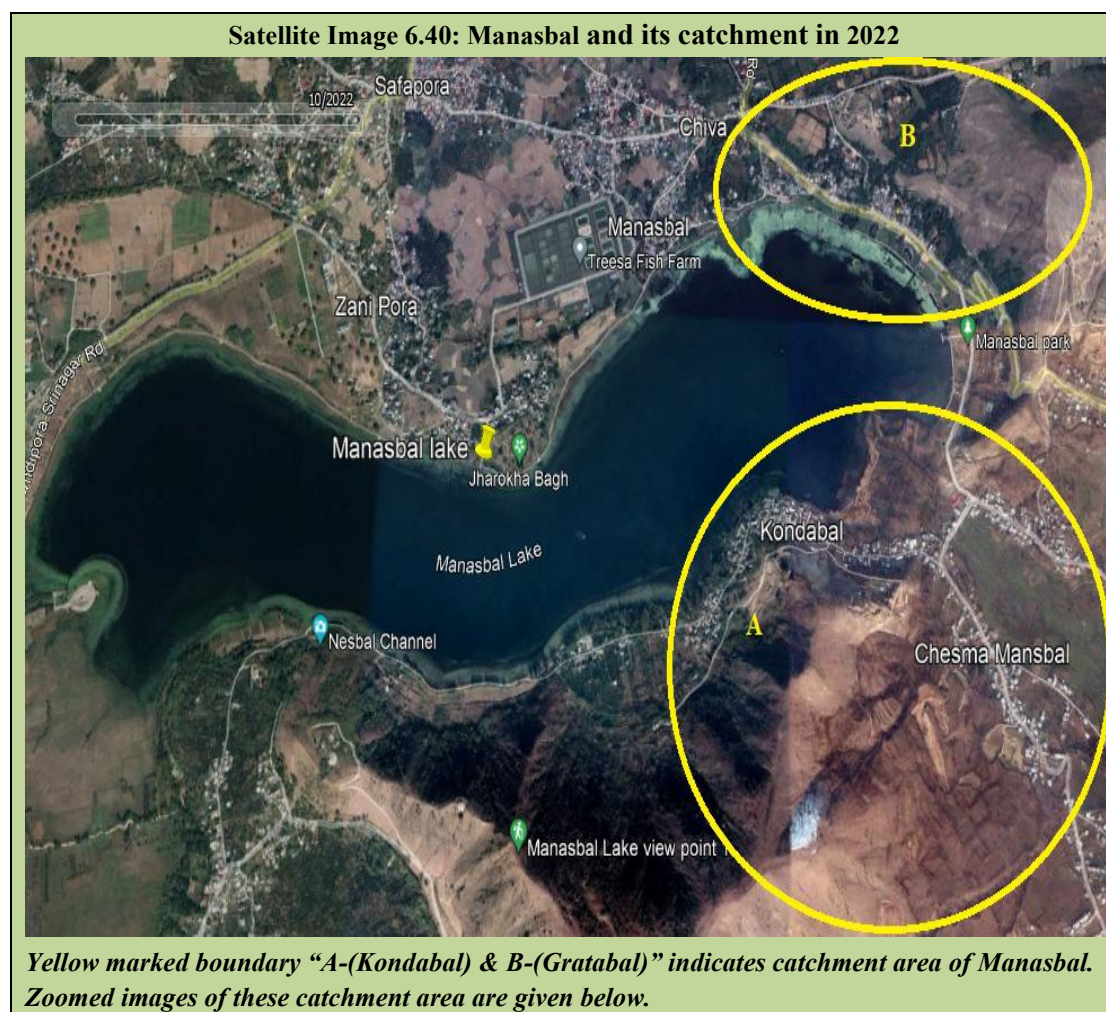 Satellite Image 6.40: Manasbal and its catchment in 2022
Safapora
10/2022
Rd
Chiva
B
Manasbal
Treesa Fish Farm
Zani Pora
Manasbal park
ndipora-Srinagar Rd
Manasbal lake
Jharokha Bagh
Kondabal
Manasbal Lake
A
Nesbal Channel
Chesma Mansbal
Manasbal Lake view point 1
Yellow marked boundary “A-(Kondabal) & B-(Gratabal)” indicates catchment area of Manasbal.
Zoomed images of these catchment area are given below.